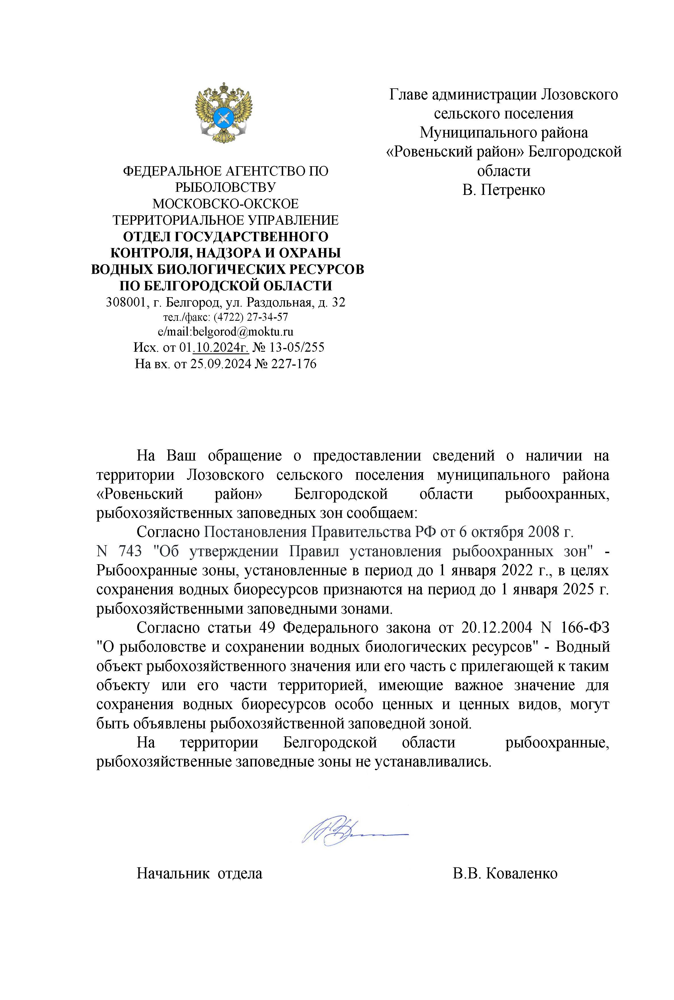 Главе администрации Лозовского
сельского поселения
Муниципального района
«Ровеньский район» Белгородской
области
В. Петренко
ФЕДЕРАЛЬНОЕ АГЕНТСТВО ПО
РЫБОЛОВСТВУ
МОСКОВСКО-ОКСКОЕ
ТЕРРИТОРИАЛЬНОЕ УПРАВЛЕНИЕ
ОТДЕЛ ГОСУДАРСТВЕННОГО
КОНТРОЛЯ, НАДЗОРА И ОХРАНЫ
ВОДНЫХ БИОЛОГИЧЕСКИХ РЕСУРСОВ
ПО БЕЛГОРОДСКОЙ ОБЛАСТИ
308001, г. Белгород, ул. Раздольная, д. 32
тел./факс: (4722) 27-34-57
e/mail:belgorod@moktu.ru
Исх. от 01.10.2024г. № 13-05/255
На вх. от 25.09.2024 № 227-176
На Ваш обращение о предоставлении сведений о наличии на
территории Лозовского сельского поселения муниципального района
«Ровеньский район» Белгородской области рыбоохранных,
рыбохозяйственных заповедных зон сообщаем:
Согласно Постановления Правительства РФ от 6 октября 2008 г.
N 743 "Об утверждении Правил установления рыбоохранных зон" -
Рыбоохранные зоны, установленные в период до 1 января 2022 г., в целях
сохранения водных биоресурсов признаются на период до 1 января 2025 г.
рыбохозяйственными заповедными зонами.
Согласно статьи 49 Федерального закона от 20.12.2004 N 166-ФЗ
"О рыболовстве и сохранении водных биологических ресурсов" - Водный
объект рыбохозяйственного значения или его часть с прилегающей к таким
объекту или его части территорией, имеющие важное значение для
сохранения водных биоресурсов особо ценных и ценных видов, могут
быть объявлены рыбохозяйственной заповедной зоной.
На территории Белгородской области рыбоохранные,
рыбохозяйственные заповедные зоны не устанавливались.
Начальник отдела В.В. Коваленко